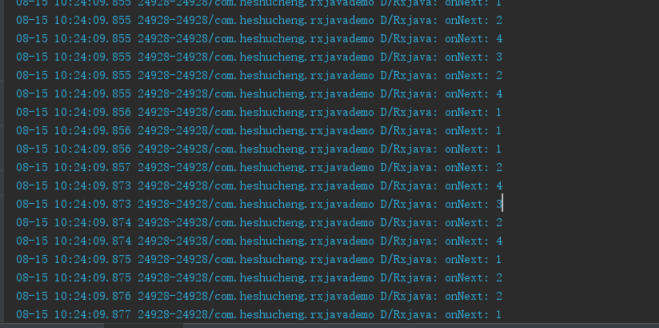 08-15 10:24:09.855 24928-24928/com.heshucheng.rxjavademo D/Rxjava: onNext: 1
08-15 10:24:09.855 24928-24928/com.heshucheng.rxjavademo D/Rxjava: onNext: 2
08-15 10:24:09.855 24928-24928/com.heshucheng.rxjavademo D/Rxjava: onNext: 4
08-15 10:24:09.855 24928-24928/com.heshucheng.rxjavademo D/Rxjava: onNext: 3
08-15 10:24:09.855 24928-24928/com.heshucheng.rxjavademo D/Rxjava: onNext: 2
08-15 10:24:09.855 24928-24928/com.heshucheng.rxjavademo D/Rxjava: onNext: 4
08-15 10:24:09.856 24928-24928/com.heshucheng.rxjavademo D/Rxjava: onNext: 1
08-15 10:24:09.856 24928-24928/com.heshucheng.rxjavademo D/Rxjava: onNext: 1
08-15 10:24:09.856 24928-24928/com.heshucheng.rxjavademo D/Rxjava: onNext: 1
08-15 10:24:09.857 24928-24928/com.heshucheng.rxjavademo D/Rxjava: onNext: 2
08-15 10:24:09.873 24928-24928/com.heshucheng.rxjavademo D/Rxjava: onNext: 4
08-15 10:24:09.873 24928-24928/com.heshucheng.rxjavademo D/Rxjava: onNext: 3
08-15 10:24:09.874 24928-24928/com.heshucheng.rxjavademo D/Rxjava: onNext: 2
08-15 10:24:09.874 24928-24928/com.heshucheng.rxjavademo D/Rxjava: onNext: 4
08-15 10:24:09.875 24928-24928/com.heshucheng.rxjavademo D/Rxjava: onNext: 1
08-15 10:24:09.875 24928-24928/com.heshucheng.rxjavademo D/Rxjava: onNext: 2
08-15 10:24:09.876 24928-24928/com.heshucheng.rxjavademo D/Rxjava: onNext: 2
08-15 10:24:09.877 24928-24928/com.heshucheng.rxjavademo D/Rxjava: onNext: 1